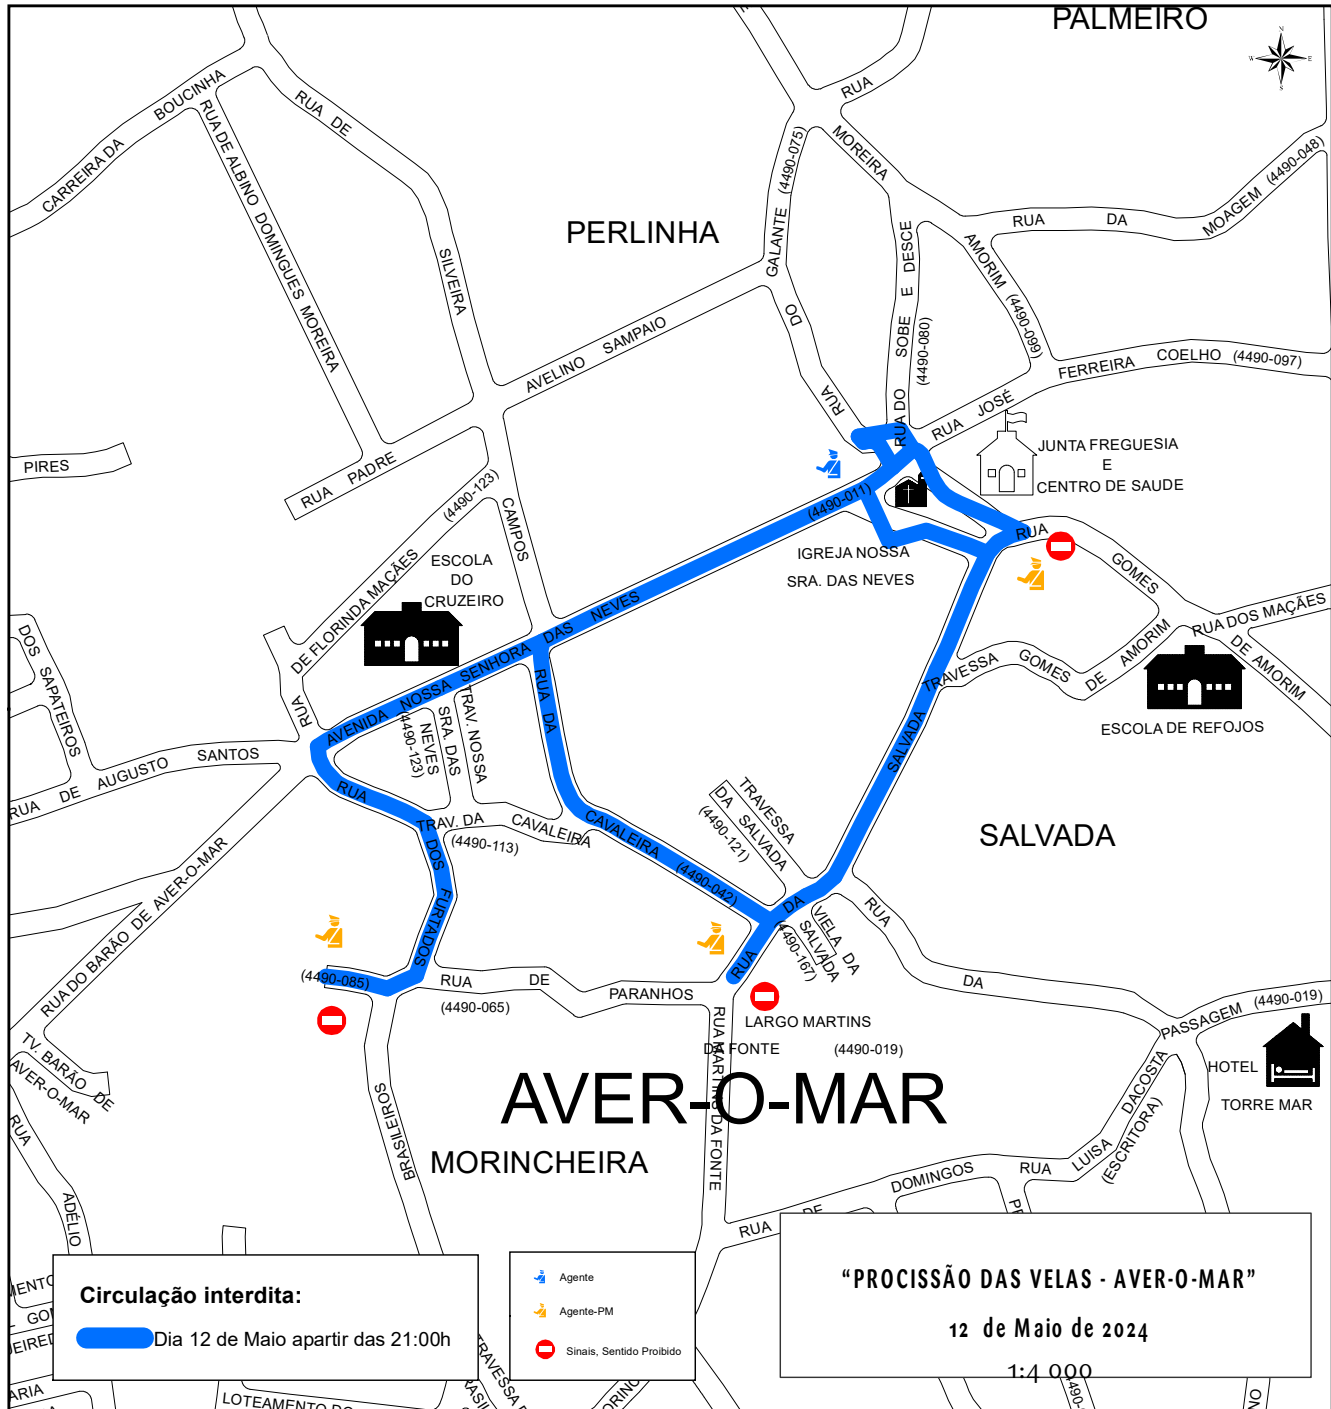 PALMEIRO
N
W
E
S
RUA
CARREIRA DA BOUCINHA
RUA DE SILVEIRA
RUA DE ALBINO DOMINGUES MOREIRA
MOREIRA
GALANTE (4490-075)
RUA DO
MOAGEM (4490-048)
RUA DA
PERLINHA
AMORIM (4490-099)
RUA DO SOBE E DESCE
(4490-080)
AVELINO SAMPAIO
FERREIRA COELHO (4490-097)
RUA JOSÉ
JUNTA FREGUESIA
E
CENTRO DE SAUDE
PIRES
RUA PADRE
(4490-123)
CAMPOS
(4490-011)
RUA
IGREJA NOSSA
SRA. DAS NEVES
GOMES
DE AMORIM
RUA DOS MAÇÃES
ESCOLA
DO
CRUZEIRO
RUA DE FLORINDA MAÇÃES
AVENIDA NOSSA SENHORA DAS NEVES
TRAVESSA GOMES DE AMORIM
ESCOLA DE REFOJOS
DOS SAPATEIROS
RUA DE AUGUSTO SANTOS
TRAV. NOSSA
SRA. DAS
NEVES
(4490-123)
RUA DA CAVALEIRA (4490-042)
RUA DOS FURTADOS
(4490-085)
TRAV. DA CAVALEIRA
(4490-113)
TRAVESSA
DA SALVADA
(4490-121)
SALVADA
RUA DA SALVADA
VIELA DA
SALVADA
(4490-167)
RUA DO BARÃO DE AVER-O-MAR
RUA DE PARANHOS
(4490-065)
RUA DA PASSAGEM (4490-019)
LARGO MARTINS
DA FONTE (4490-019)
RUA MARTINS DA FONTE
TV. BARÃO DE
AVER-O-MAR
AVER-O-MAR
HOTEL
TORRE MAR
BRASILEIROS
MORINCHEIRA
RUA LUISA DACOSTA
(ESCRITORA)
RUA DE DOMINGOS
RUA
ADÉLIO
Circulação interdita:
Dia 12 de Maio apartir das 21:00h
Agente
Agente-PM
Sinais, Sentido Proibido
“PROCISSÃO DAS VELAS - AVER-O-MAR”
12 de Maio de 2024
1:4 000
TRAVESSA
LOTEAMENTO